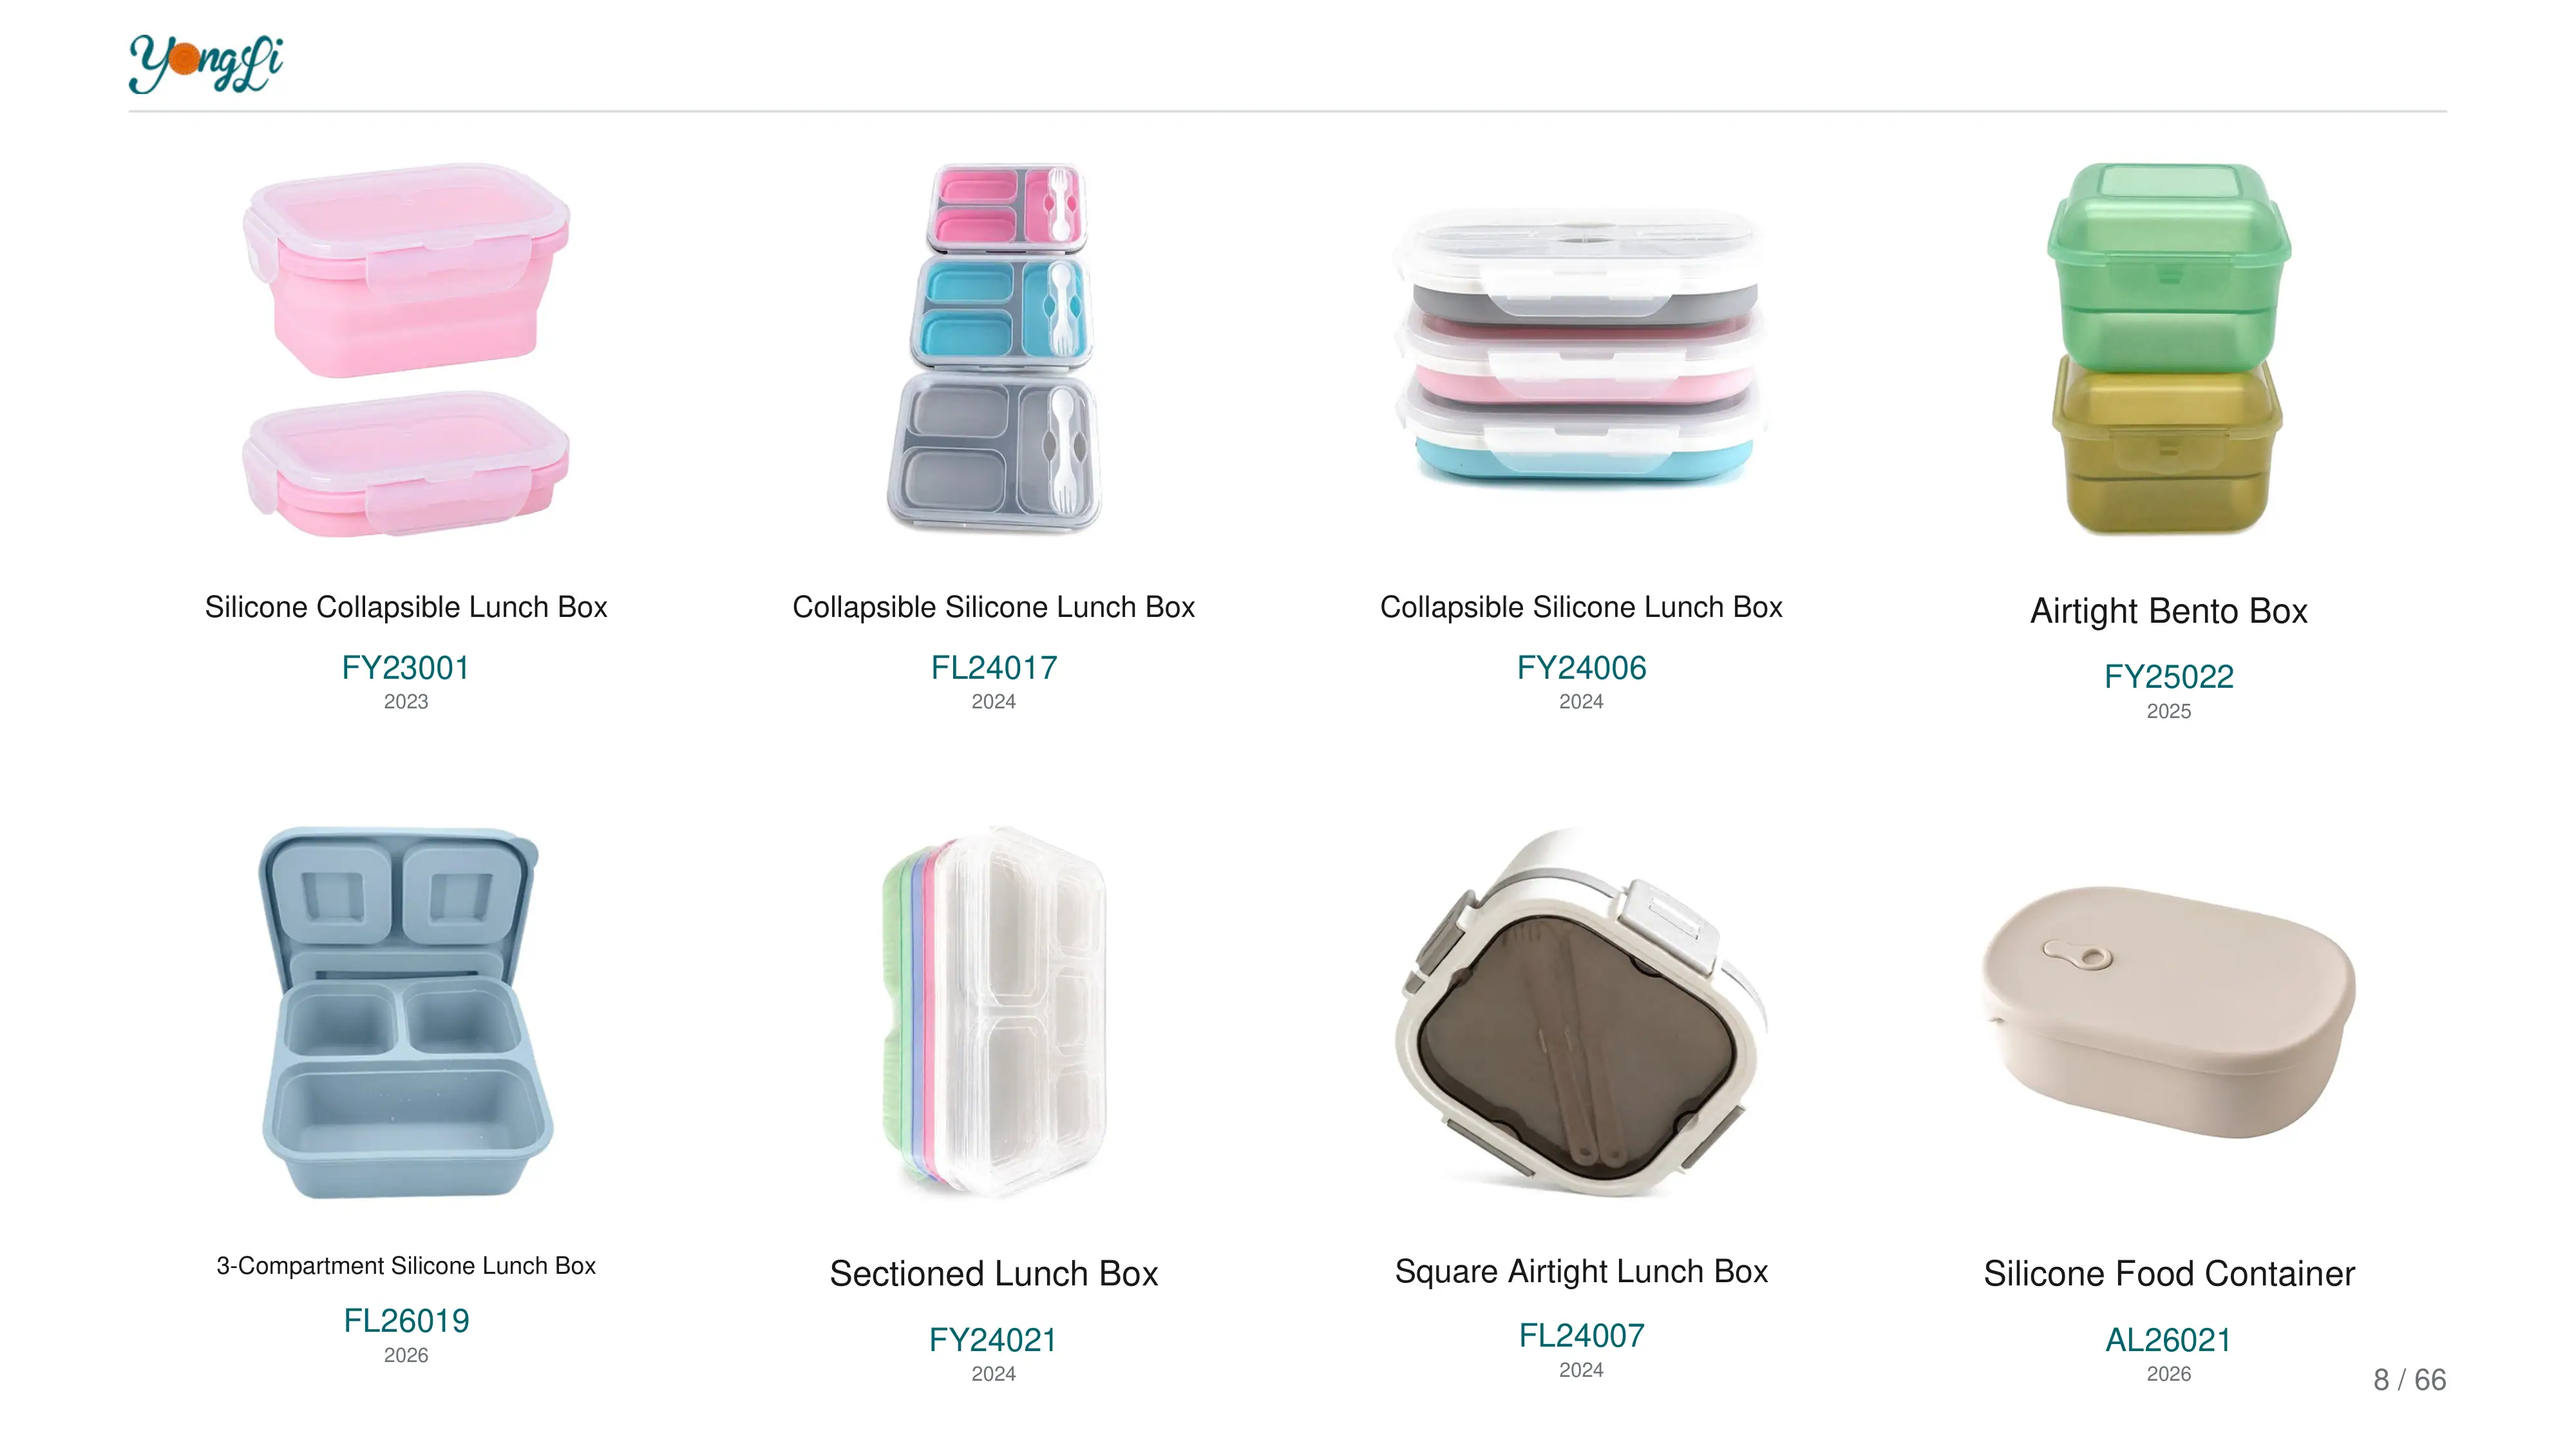 YongLi
Silicone Collapsible Lunch Box
FY23001
2023
Collapsible Silicone Lunch Box
FL24017
2024
Collapsible Silicone Lunch Box
FY24006
2024
Airtight Bento Box
FY25022
2025
3-Compartment Silicone Lunch Box
FL26019
2026
Sectioned Lunch Box
FY24021
2024
Square Airtight Lunch Box
FL24007
2024
Silicone Food Container
AL26021
2026
8 / 66